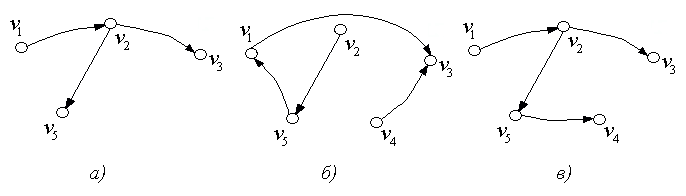 v1 v2 v3 v5
v1 v2 v3 v5 v4
v1 v2 v3 v5 v4
а) б) в)